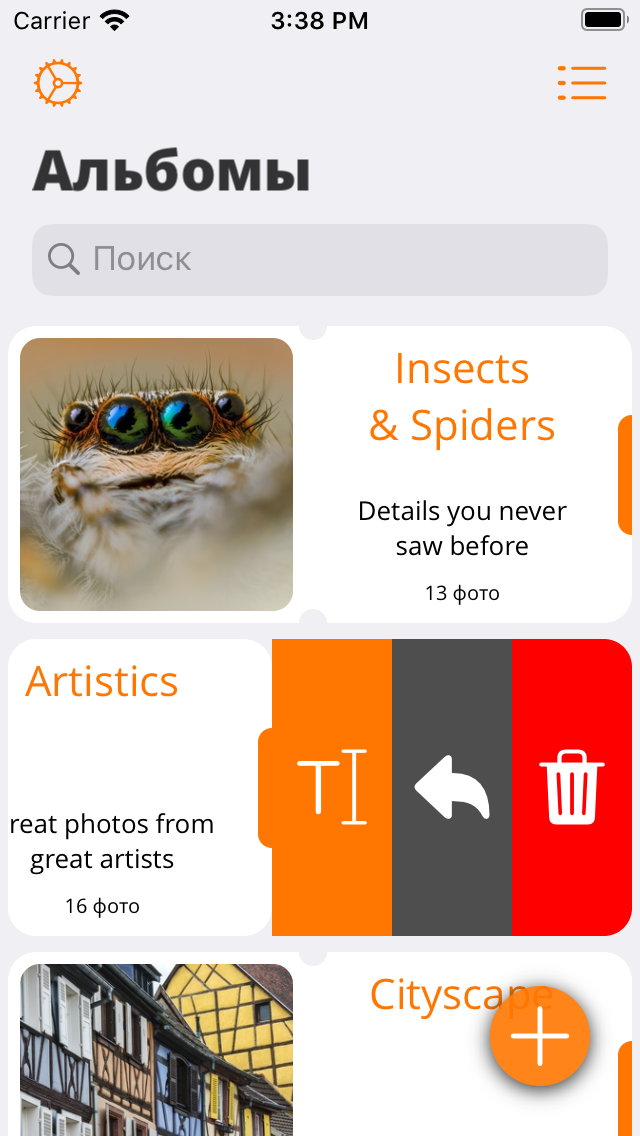 Carrier 3:38 PM
Альбомы
Поиск
Insects
& Spiders
Details you never
saw before
13 фото
Artistics
reat photos from
great artists
16 фото
Cityscape